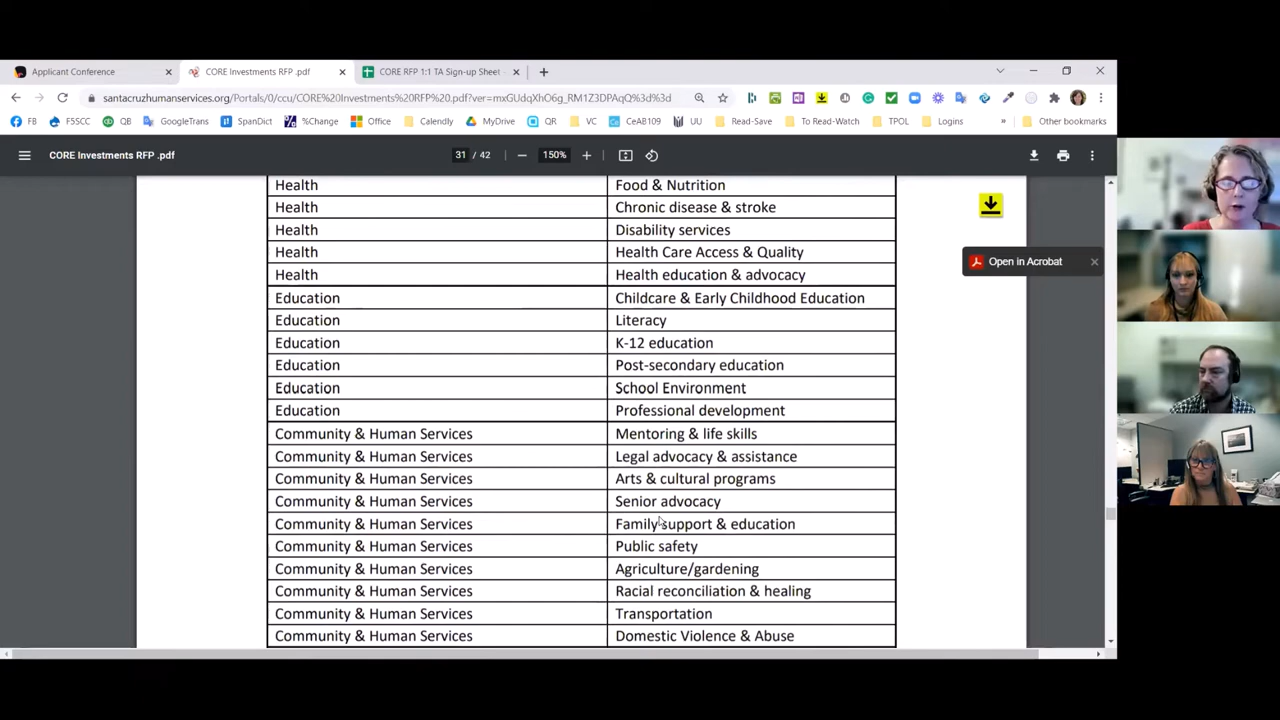 Applicant Conference
CORE Investments RFP .pdf
CORE RFP 1:1 TA Sign-up Sheet -
santacruzhumanservices.org/Portals/0/ccu/CORE%20Investments%20RFP%20.pdf?ver=mxGUdqXhO6g_RM1Z3DPAqQ%3d%3d
FB
F5SCC
QB
GoogleTrans
SpanDict
%Change
Office
Calendly
MyDrive
QR
VC
CeAB109
UU
Read-Save
To Read-Watch
TPOL
Logins
»
Other bookmarks
CORE Investments RFP .pdf
31 / 42
150%
Open in Acrobat
Health Food & Nutrition
Health Chronic disease & stroke
Health Disability services
Health Health Care Access & Quality
Health Health education & advocacy
Education Childcare & Early Childhood Education
Education Literacy
Education K-12 education
Education Post-secondary education
Education School Environment
Education Professional development
Community & Human Services Mentoring & life skills
Community & Human Services Legal advocacy & assistance
Community & Human Services Arts & cultural programs
Community & Human Services Senior advocacy
Community & Human Services Family support & education
Community & Human Services Public safety
Community & Human Services Agriculture/gardening
Community & Human Services Racial reconciliation & healing
Community & Human Services Transportation
Community & Human Services Domestic Violence & Abuse